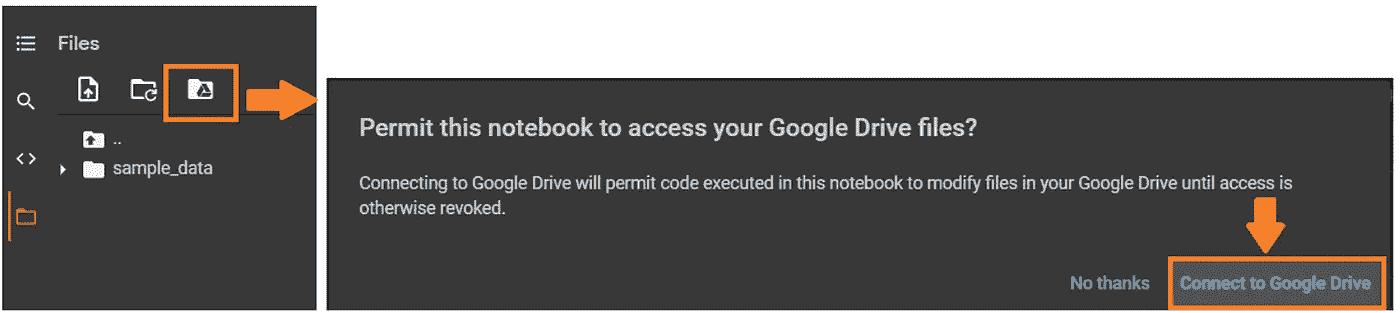 Files
..
sample_data
Permit this notebook to access your Google Drive files?
Connecting to Google Drive will permit code executed in this notebook to modify files in your Google Drive until access is
otherwise revoked.
No thanks Connect to Google Drive